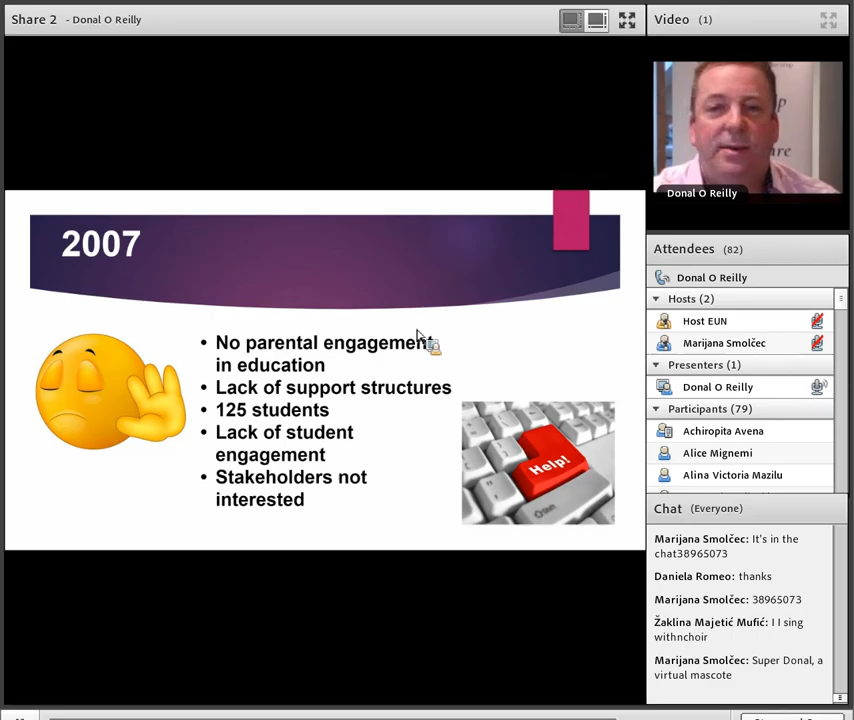 Share 2 - Donal O Reilly
Video (1)
Donal O Reilly
2007
• No parental engagement
in education
• Lack of support structures
• 125 students
• Lack of student
engagement
• Stakeholders not
interested
Help!
Shift
Attendees (82)
Donal O Reilly
Hosts (2)
Host EUN
Marijana Smolčec
Presenters (1)
Donal O Reilly
Participants (79)
Achiropita Avena
Alice Mignemi
Alina Victoria Mazilu
Chat (Everyone)
Marijana Smolčec: It's in the
chat38965073
Daniela Romeo: thanks
Marijana Smolčec: 38965073
Žaklina Majetić Mufić: I I sing
withnchoir
Marijana Smolčec: Super Donal, a
virtual mascote